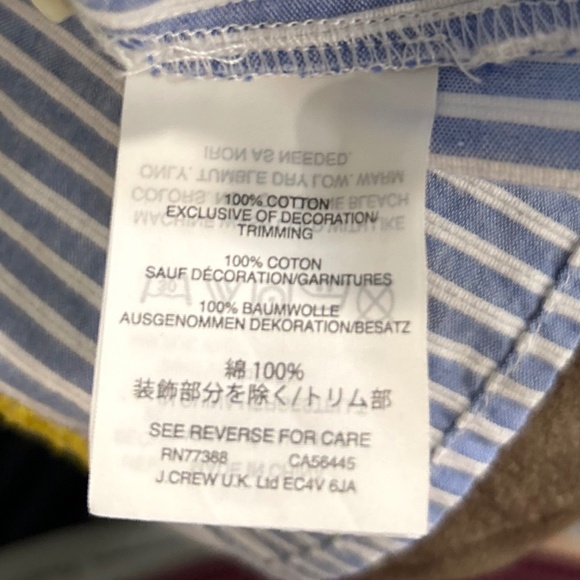 100% COTTON
EXCLUSIVE OF DECORATION/
TRIMMING
100% COTON
SAUF DÉCORATION/GARNITURES
100% BAUMWOLLE
AUSGENOMMEN DEKORATION/BESATZ
綿 100%
装飾部分を除く/トリム部
SEE REVERSE FOR CARE
RN77388 CA56445
J.CREW U.K. Ltd EC4V 6JA